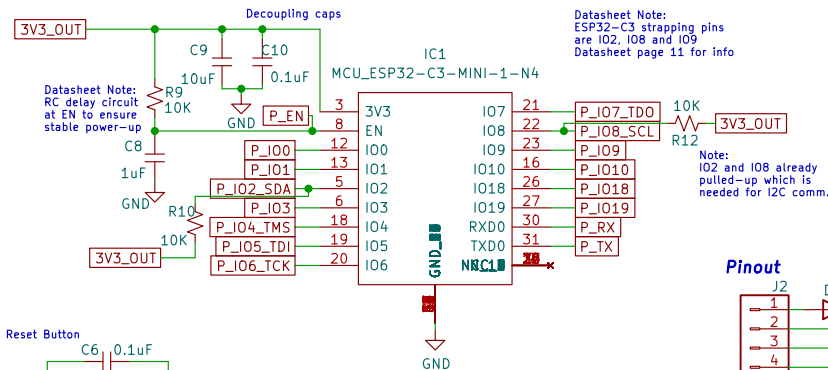 Decoupling caps
Datasheet Note:
ESP32-C3 strapping pins
are IO2, IO8 and IO9
Datasheet page 11 for info
3V3_OUT
C9
10uF
C10
0.1uF
IC1
MCU_ESP32-C3-MINI-1-N4
Datasheet Note:
RC delay circuit
at EN to ensure
stable power-up
R9
10K
GND
P_EN
C8
1uF
GND
3 3V3
8 EN
P_IO0 12 IO0
P_IO1 13 IO1
P_IO2_SDA 5 IO2
P_IO3 6 IO3
P_IO4_TMS 18 IO4
P_IO5_TDI 19 IO5
P_IO6_TCK 20 IO6
R10
10K
3V3_OUT
IO7 21 P_IO7_TDO
IO8 22 P_IO8_SCL
IO9 23 P_IO9
IO10 16 P_IO10
IO18 26 P_IO18
IO19 27 P_IO19
RXD0 30 P_RX
TXD0 31 P_TX
10K
R12
3V3_OUT
Note:
IO2 and IO8 already
pulled-up which is
needed for I2C comm.
GND
Pinout
J2
1
2
3
4
Reset Button
C6 0.1uF